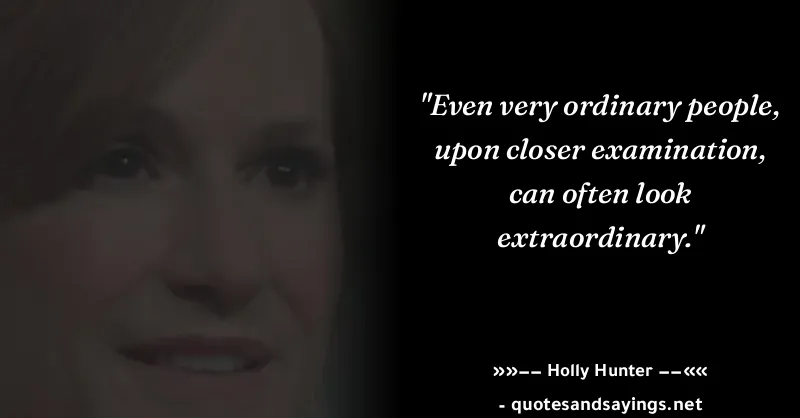 "Even very ordinary people,
upon closer examination,
can often look
extraordinary."
»»–– Holly Hunter ––««
- quotesandsayings.net